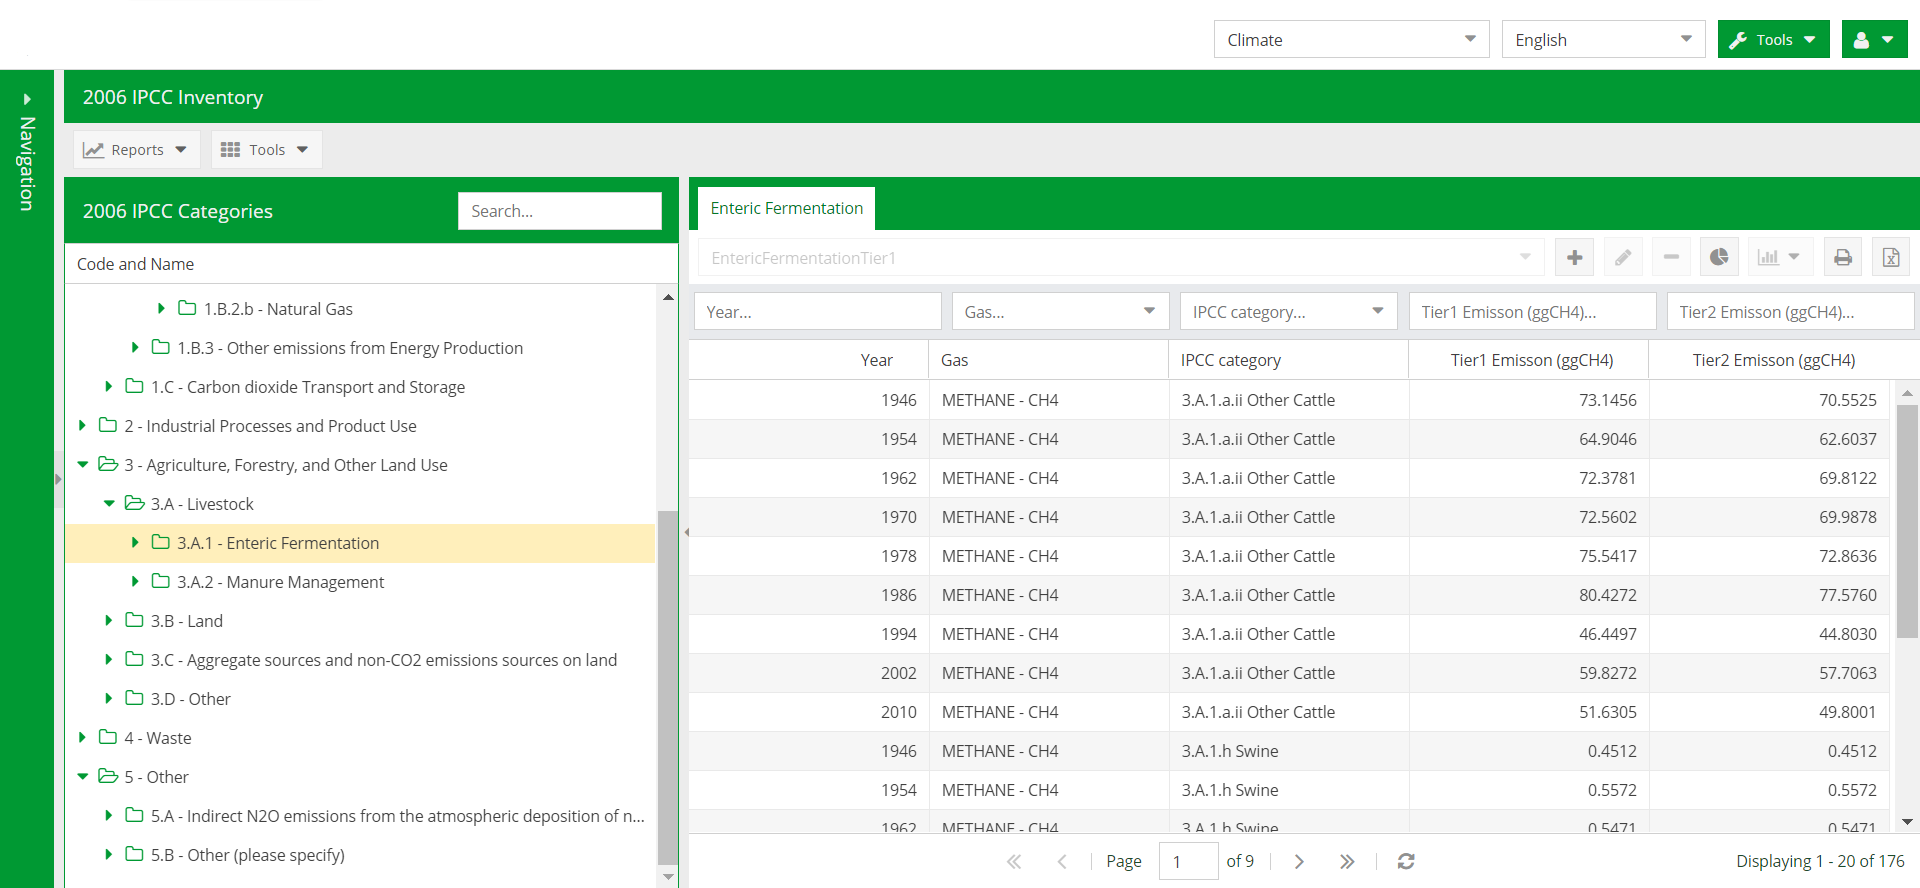 Climate
English
Tools
Navigation
2006 IPCC Inventory
Reports
Tools
2006 IPCC Categories
Search...
Code and Name
1.B.2.b - Natural Gas
1.B.3 - Other emissions from Energy Production
1.C - Carbon dioxide Transport and Storage
2 - Industrial Processes and Product Use
3 - Agriculture, Forestry, and Other Land Use
3.A - Livestock
3.A.1 - Enteric Fermentation
3.A.2 - Manure Management
3.B - Land
3.C - Aggregate sources and non-CO2 emissions sources on land
3.D - Other
4 - Waste
5 - Other
5.A - Indirect N2O emissions from the atmospheric deposition of n...
5.B - Other (please specify)
Enteric Fermentation
EntericFermentationTier1
Year... Gas... IPCC category... Tier1 Emisson (ggCH4)... Tier2 Emisson (ggCH4)...
Year Gas IPCC category Tier1 Emisson (ggCH4) Tier2 Emisson (ggCH4)
1946 METHANE - CH4 3.A.1.a.ii Other Cattle 73.1456 70.5525
1954 METHANE - CH4 3.A.1.a.ii Other Cattle 64.9046 62.6037
1962 METHANE - CH4 3.A.1.a.ii Other Cattle 72.3781 69.8122
1970 METHANE - CH4 3.A.1.a.ii Other Cattle 72.5602 69.9878
1978 METHANE - CH4 3.A.1.a.ii Other Cattle 75.5417 72.8636
1986 METHANE - CH4 3.A.1.a.ii Other Cattle 80.4272 77.5760
1994 METHANE - CH4 3.A.1.a.ii Other Cattle 46.4497 44.8030
2002 METHANE - CH4 3.A.1.a.ii Other Cattle 59.8272 57.7063
2010 METHANE - CH4 3.A.1.a.ii Other Cattle 51.6305 49.8001
1946 METHANE - CH4 3.A.1.h Swine 0.4512 0.4512
1954 METHANE - CH4 3.A.1.h Swine 0.5572 0.5572
1962 METHANE - CH4 3.A.1.h Swine 0.5471 0.5471
Page 1 of 9
Displaying 1 - 20 of 176